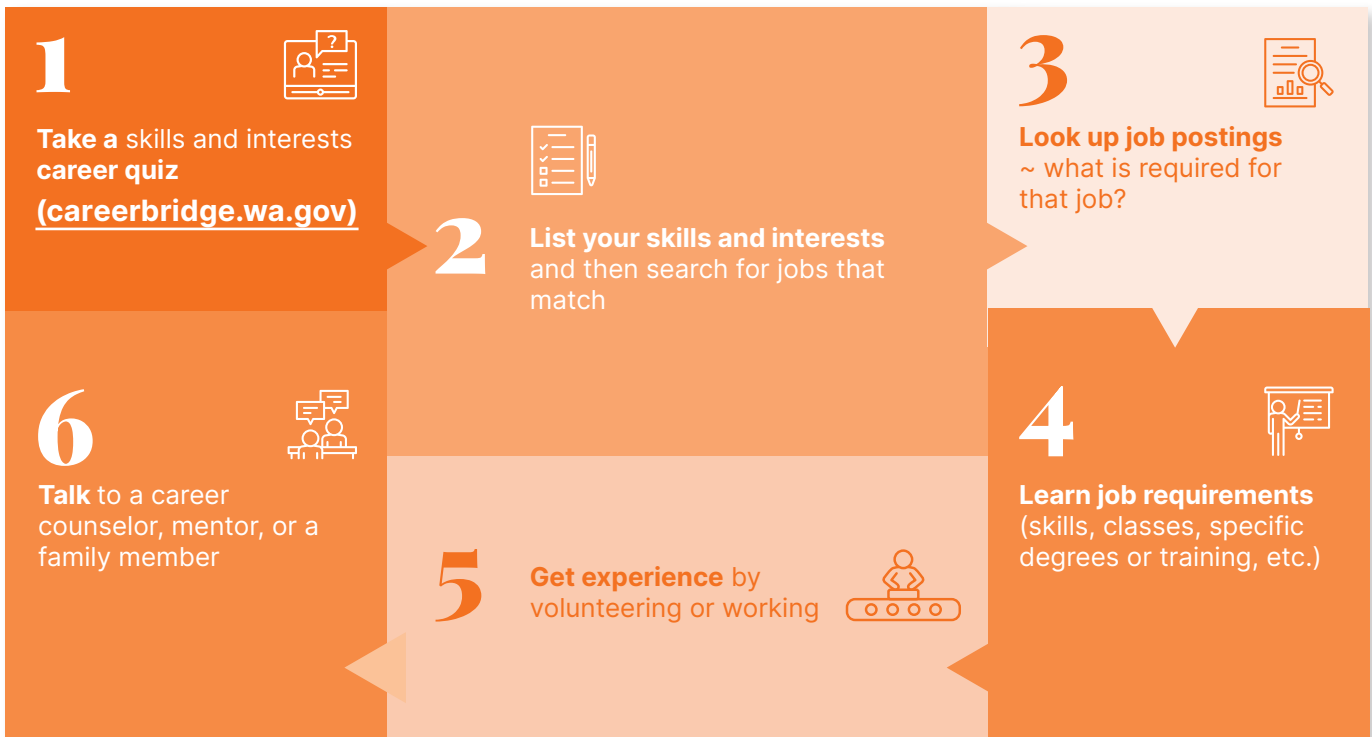 1
Take a skills and interests
career quiz
(careerbridge.wa.gov)
2
List your skills and interests
and then search for jobs that
match
3
Look up job postings
~ what is required for
that job?
4
Learn job requirements
(skills, classes, specific
degrees or training, etc.)
5
Get experience by
volunteering or working
6
Talk to a career
counselor, mentor, or a
family member
?